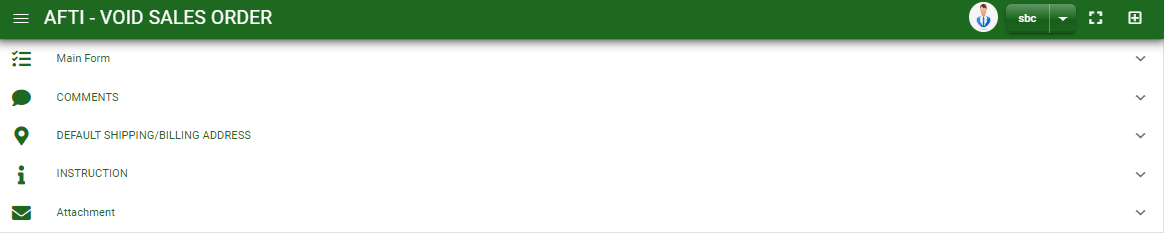 AFTI - VOID SALES ORDER
sbc
Main Form
COMMENTS
DEFAULT SHIPPING/BILLING ADDRESS
INSTRUCTION
Attachment